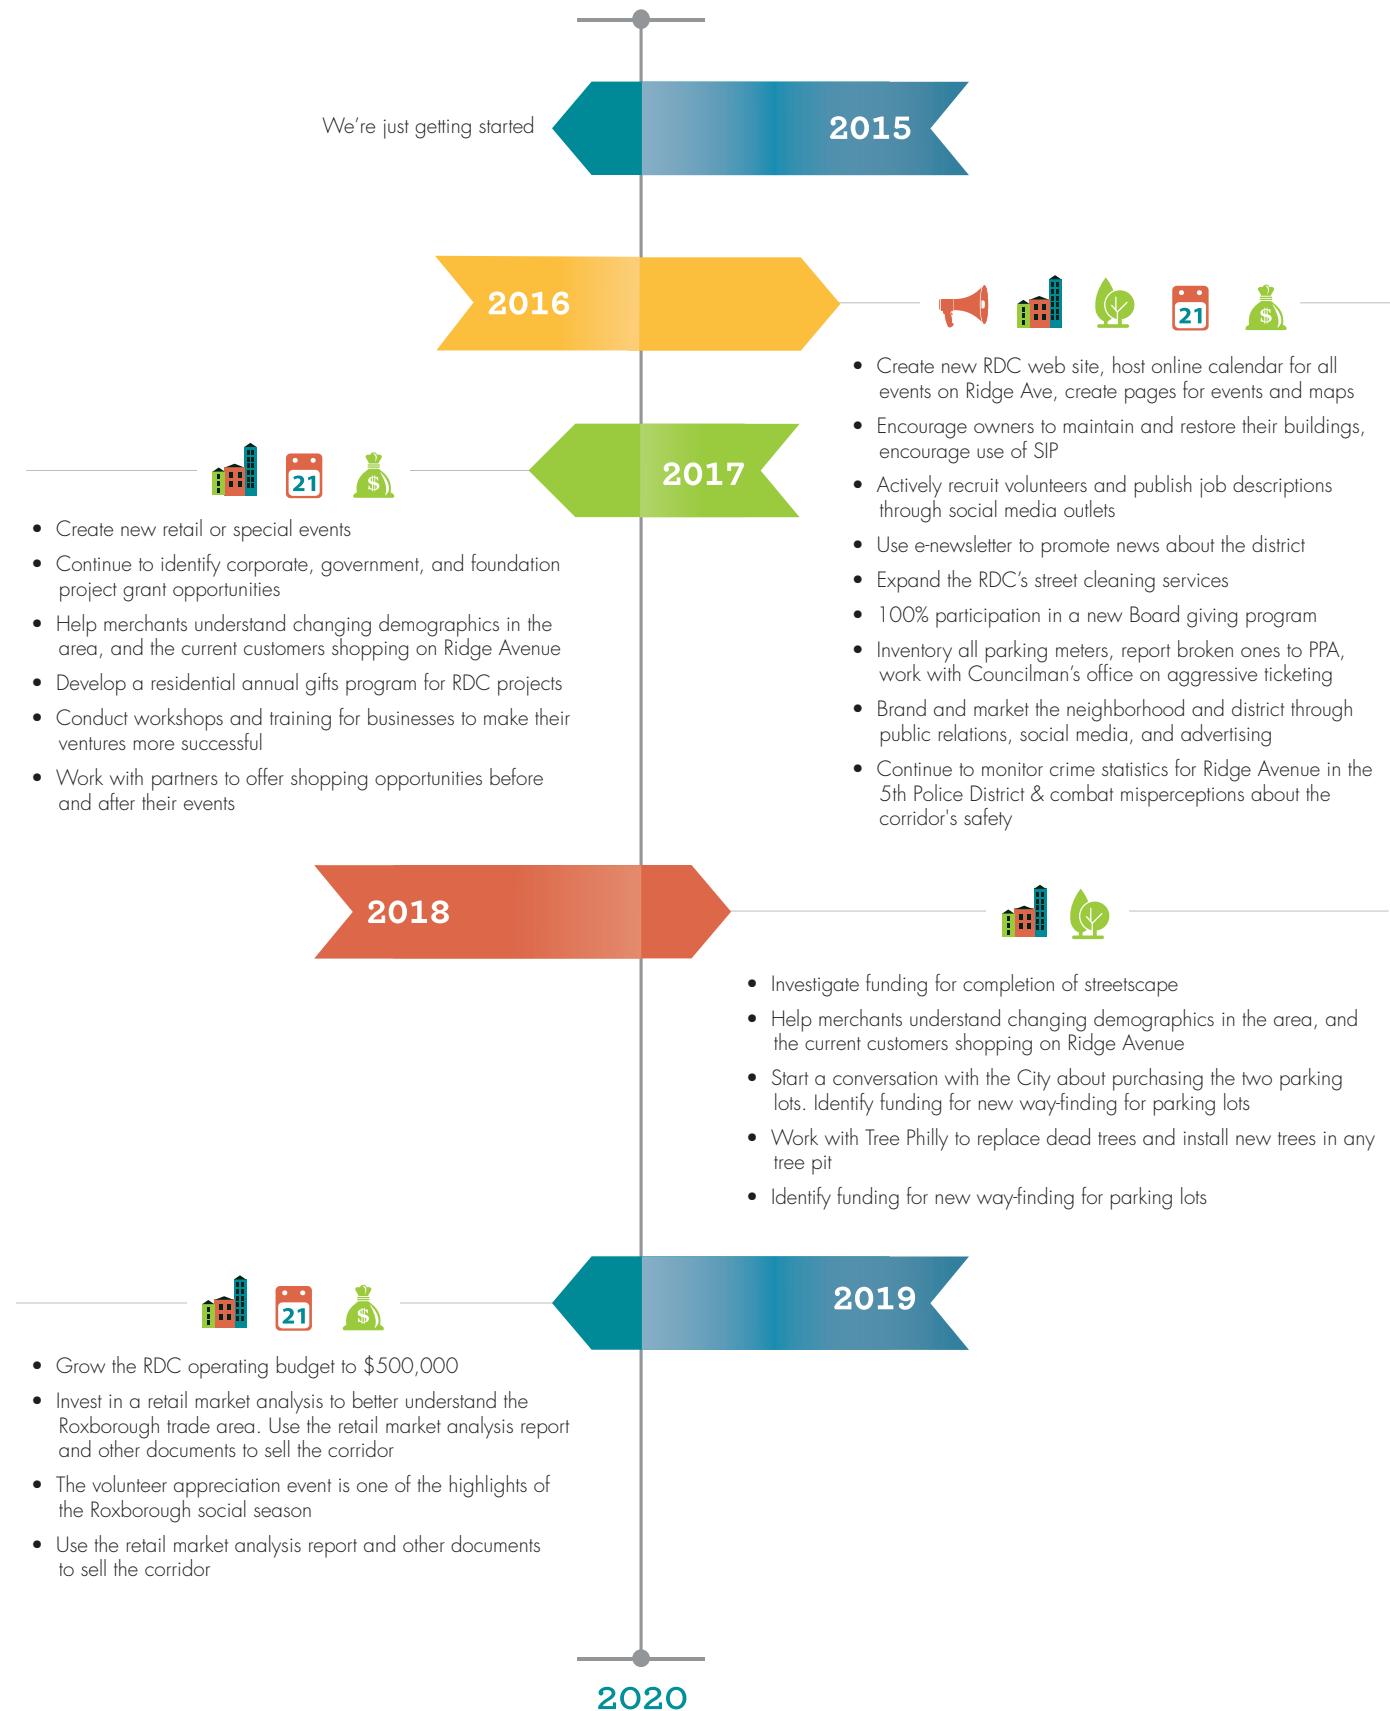 We're just getting started
2015
2016
21
$
• Create new RDC web site, host online calendar for all
events on Ridge Ave, create pages for events and maps
• Encourage owners to maintain and restore their buildings,
encourage use of SIP
• Actively recruit volunteers and publish job descriptions
through social media outlets
• Use e-newsletter to promote news about the district
• Expand the RDC's street cleaning services
• 100% participation in a new Board giving program
• Inventory all parking meters, report broken ones to PPA,
work with Councilman's office on aggressive ticketing
• Brand and market the neighborhood and district through
public relations, social media, and advertising
• Continue to monitor crime statistics for Ridge Avenue in the
5th Police District & combat misperceptions about the
corridor's safety
2017
21
$
• Create new retail or special events
• Continue to identify corporate, government, and foundation
project grant opportunities
• Help merchants understand changing demographics in the
area, and the current customers shopping on Ridge Avenue
• Develop a residential annual gifts program for RDC projects
• Conduct workshops and training for businesses to make their
ventures more successful
• Work with partners to offer shopping opportunities before
and after their events
2018
• Investigate funding for completion of streetscape
• Help merchants understand changing demographics in the area, and
the current customers shopping on Ridge Avenue
• Start a conversation with the City about purchasing the two parking
lots. Identify funding for new way-finding for parking lots
• Work with Tree Philly to replace dead trees and install new trees in any
tree pit
• Identify funding for new way-finding for parking lots
2019
21
$
• Grow the RDC operating budget to $500,000
• Invest in a retail market analysis to better understand the
Roxborough trade area. Use the retail market analysis report
and other documents to sell the corridor
• The volunteer appreciation event is one of the highlights of
the Roxborough social season
• Use the retail market analysis report and other documents
to sell the corridor
2020